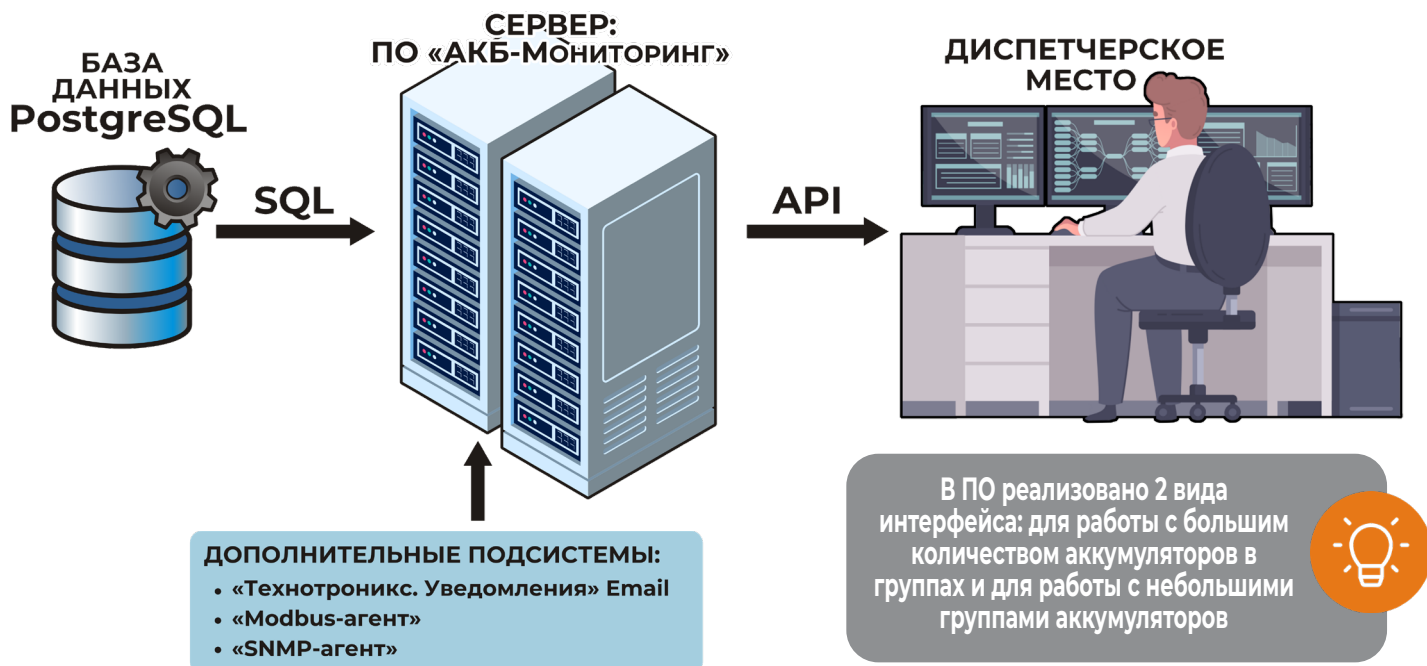 БАЗА
ДАННЫХ
PostgreSQL
SQL
СЕРВЕР:
ПО «АКБ-Мониторинг»
API
ДИСПЕТЧЕРСКОЕ
МЕСТО
ДОПОЛНИТЕЛЬНЫЕ ПОДСИСТЕМЫ:
• «Технотроникс. Уведомления» Email
• «Modbus-агент»
• «SNMP-агент»
В ПО реализовано 2 вида
интерфейса: для работы с большим
количеством аккумуляторов в
группах и для работы с небольшими
группами аккумуляторов